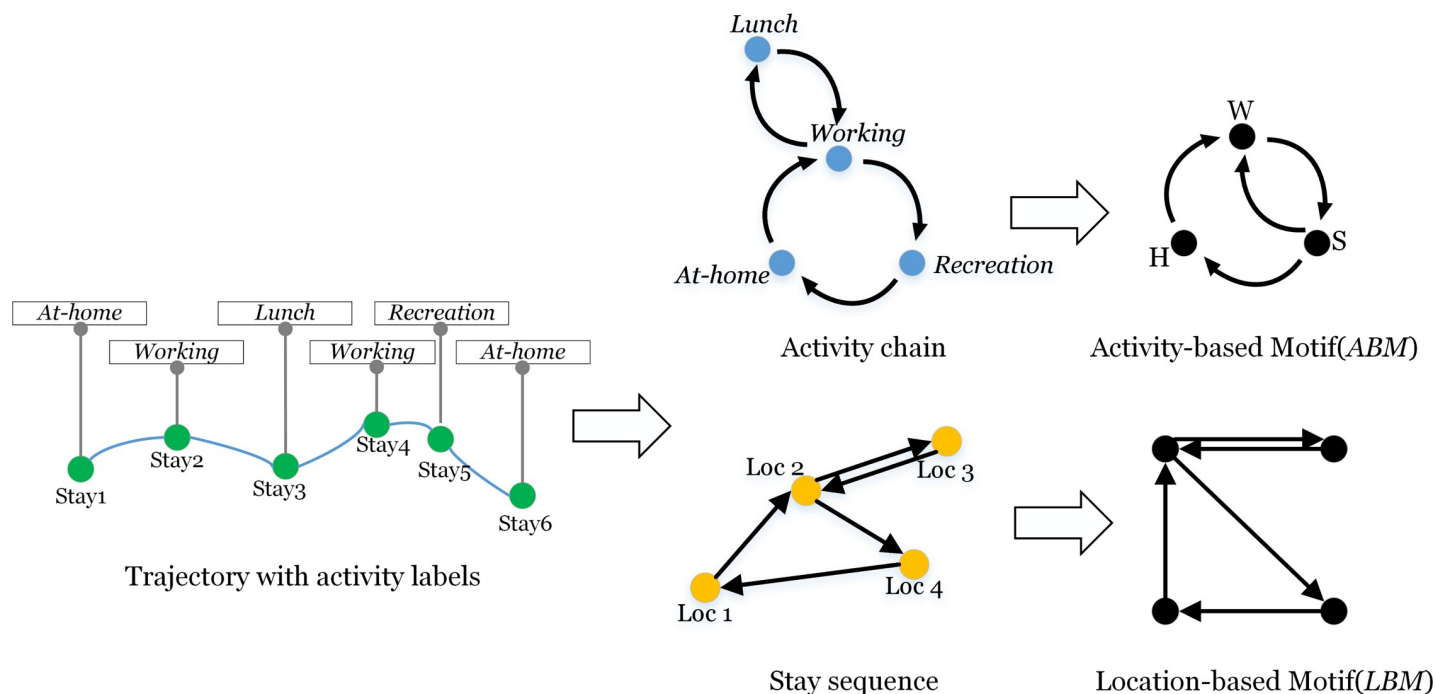 At-home
Working
Lunch
Working
Recreation
At-home
Stay1
Stay2
Stay3
Stay4
Stay5
Stay6
Trajectory with activity labels
Lunch
Working
At-home
Recreation
Activity chain
W
H
S
Activity-based Motif(ABM)
Loc 2
Loc 3
Loc 1
Loc 4
Stay sequence
Location-based Motif(LBM)